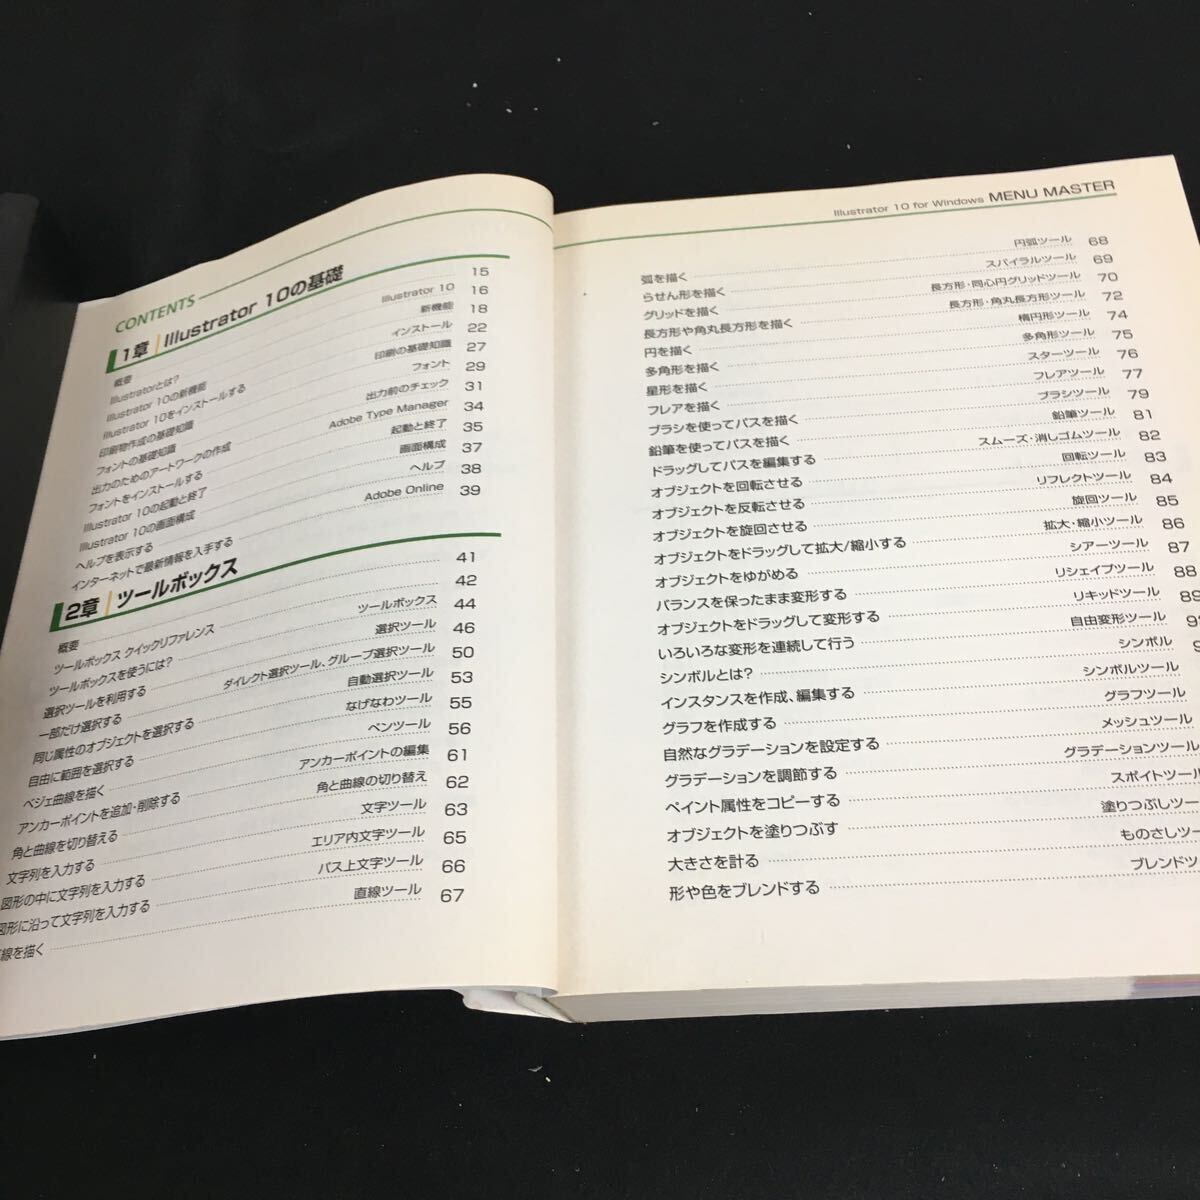 CONTENTS
1章 Illustrator 10の基礎
概要 15
Illustratorとは? Illustrator 10 16
Illustrator 10の新機能 新機能 18
Illustrator 10をインストールする インストール 22
印刷物作成の基礎知識 印刷の基礎知識 27
フォントの基礎知識 フォント 29
出力のためのアートワークの作成 出力前のチェック 31
フォントをインストールする Adobe Type Manager 34
Illustrator 10の起動と終了 起動と終了 35
Illustrator 10の画面構成 画面構成 37
ヘルプを表示する ヘルプ 38
インターネットで最新情報を入手する Adobe Online 39
2章 ツールボックス
概要 41
ツールボックス クイックリファレンス 42
ツールボックスを使うには? ツールボックス 44
選択ツールを利用する 選択ツール 46
一部だけ選択する ダイレクト選択ツール、グループ選択ツール 50
同じ属性のオブジェクトを選択する 自動選択ツール 53
自由に範囲を選択する なげなわツール 55
ベジェ曲線を描く ペンツール 56
アンカーポイントを追加・削除する アンカーポイントの編集 61
角と曲線を切り替える 角と曲線の切り替え 62
文字列を入力する 文字ツール 63
図形の中に文字列を入力する エリア内文字ツール 65
図形に沿って文字列を入力する パス上文字ツール 66
線を描く 直線ツール 67
Illustrator 10 for Windows MENU MASTER
弧を描く 円弧ツール 68
らせん形を描く スパイラルツール 69
グリッドを描く 長方形・同心円グリッドツール 70
長方形や角丸長方形を描く 長方形・角丸長方形ツール 72
円を描く 楕円形ツール 74
多角形を描く 多角形ツール 75
星形を描く スターツール 76
フレアを描く フレアツール 77
ブラシを使ってパスを描く ブラシツール 79
鉛筆を使ってパスを描く 鉛筆ツール 81
ドラッグしてパスを編集する スムーズ・消しゴムツール 82
オブジェクトを回転させる 回転ツール 83
オブジェクトを反転させる リフレクトツール 84
オブジェクトを旋回させる 旋回ツール 85
オブジェクトをドラッグして拡大/縮小する 拡大・縮小ツール 86
オブジェクトをゆがめる シアーツール 87
バランスを保ったまま変形する リシェイプツール 88
オブジェクトをドラッグして変形する リキッドツール 89
いろいろな変形を連続して行う 自由変形ツール
シンボルとは? シンボル
インスタンスを作成、編集する シンボルツール
グラフを作成する グラフツール
自然なグラデーションを設定する メッシュツール
グラデーションを調節する グラデーションツール
ペイント属性をコピーする スポイトツール
オブジェクトを塗りつぶす 塗りつぶしツー
大きさを計る ものさしツー
形や色をブレンドする ブレンドツ